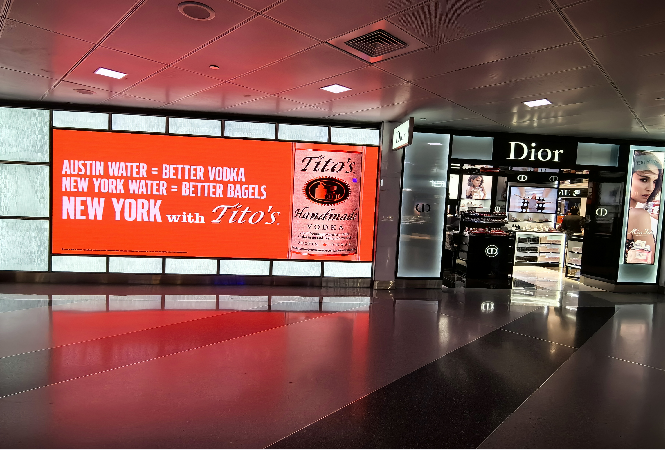 AUSTIN WATER = BETTER VODKA
NEW YORK WATER = BETTER BAGELS
NEW YORK with Tito's
Tito's
Handmade
VODKA
Dior